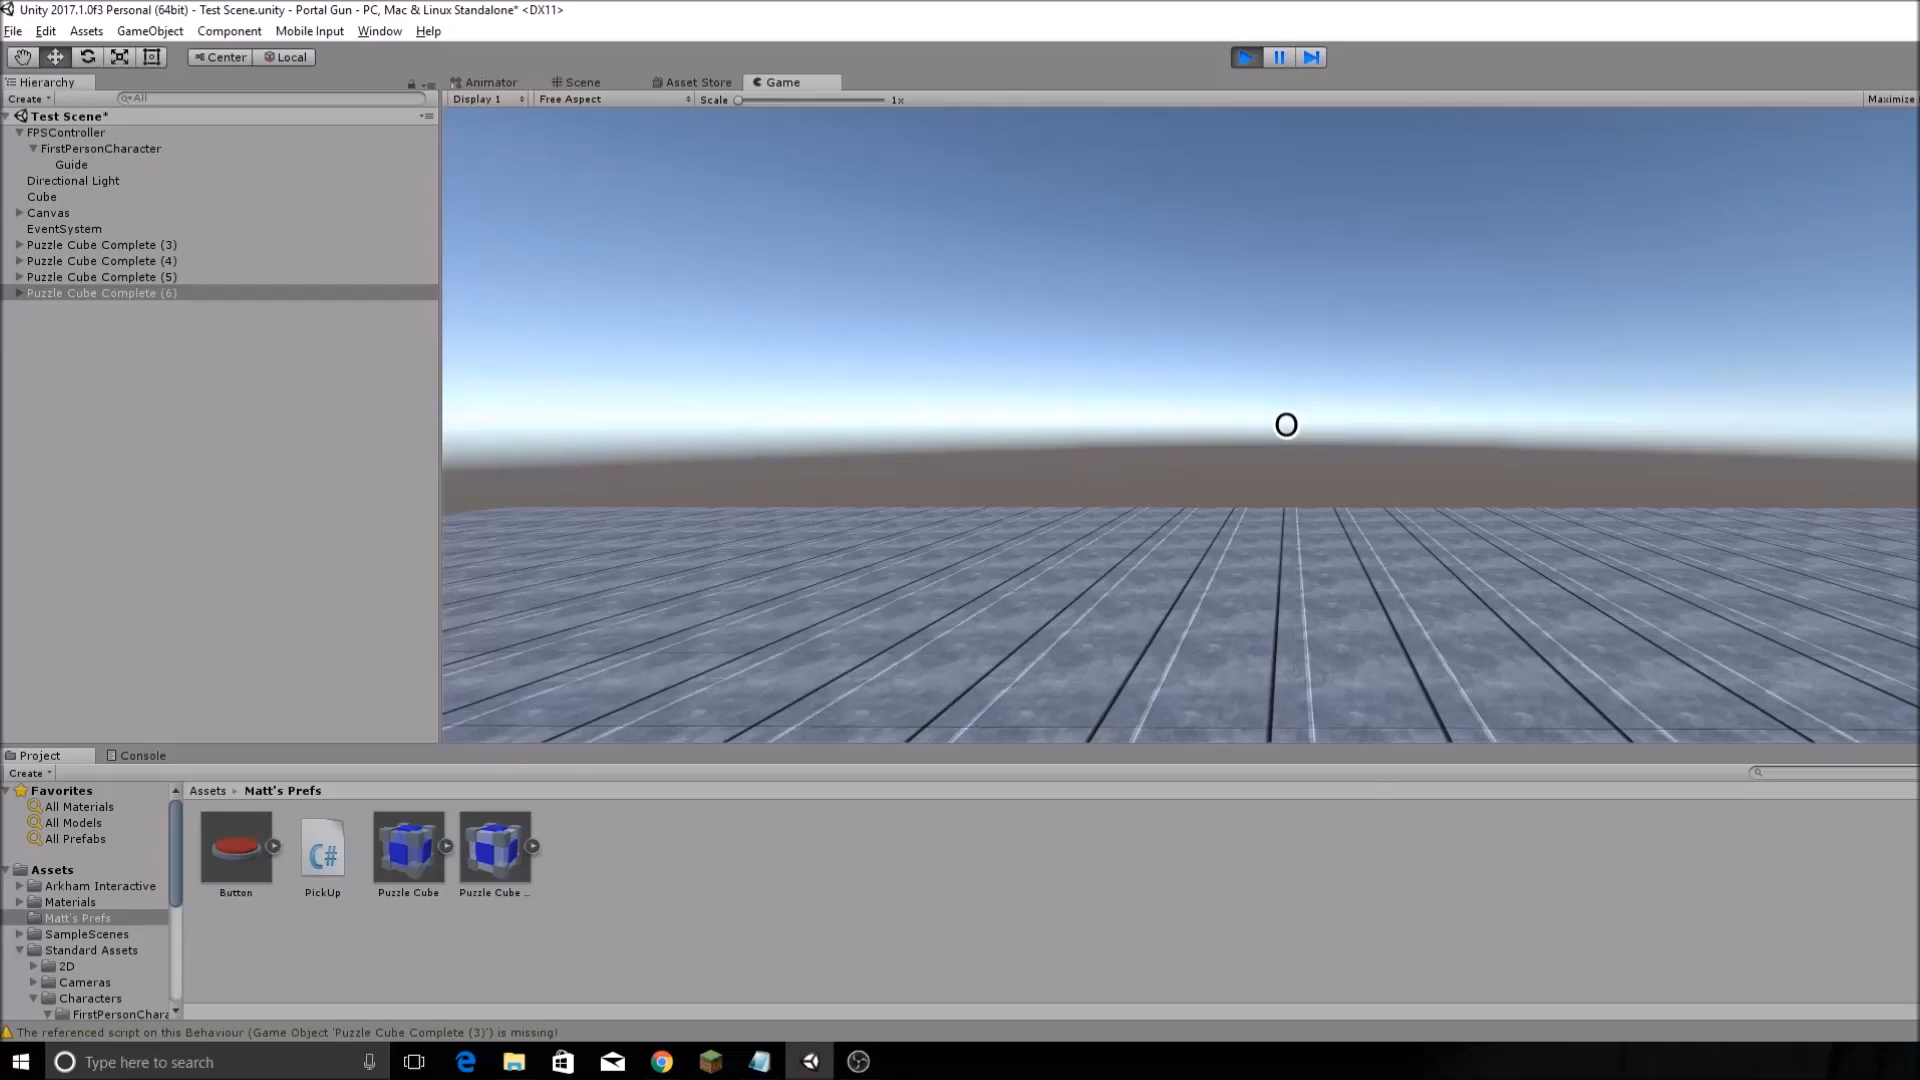 Unity 2017.1.0f3 Personal (64bit) - Test Scene.unity - Portal Gun - PC, Mac & Linux Standalone* <DX11>
File Edit Assets GameObject Component Mobile Input Window Help
Center Local
Hierarchy Animator Scene Asset Store Game
Create All Display 1 Free Aspect Scale 1x Maximize
Test Scene*
FPSController
FirstPersonCharacter
Guide
Directional Light
Cube
Canvas
EventSystem
Puzzle Cube Complete (3)
Puzzle Cube Complete (4)
Puzzle Cube Complete (5)
Puzzle Cube Complete (6)
O
Project Console
Create
Favorites
All Materials
All Models
All Prefabs
Assets
Arkham Interactive
Materials
Matt's Prefs
SampleScenes
Standard Assets
2D
Cameras
Characters
FirstPersonChara
Assets Matt's Prefs
C#
Button PickUp Puzzle Cube Puzzle Cube ...
The referenced script on this Behaviour (Game Object 'Puzzle Cube Complete (3)') is missing!
Type here to search